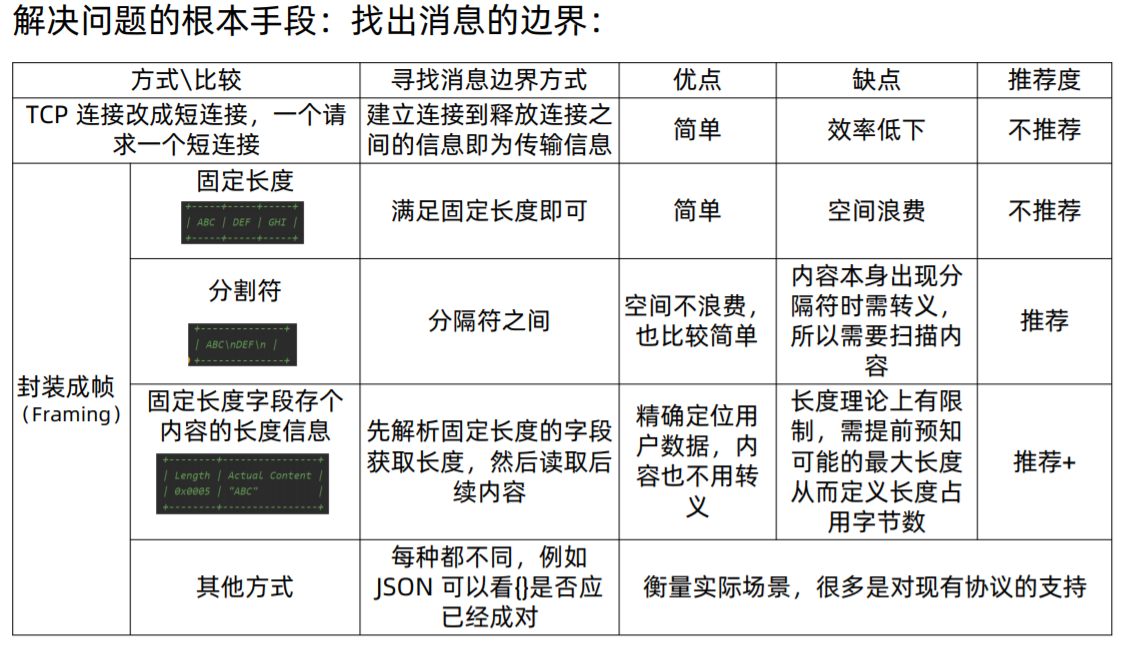 解决问题的根本手段：找出消息的边界：
方式\比较
寻找消息边界方式
优点
缺点
推荐度
TCP 连接改成短连接，一个请
求一个短连接
建立连接到释放连接之
间的信息即为传输信息
简单
效率低下
不推荐
封装成帧
（Framing）
固定长度
+-----+-----+-----+
| ABC | DEF | GHI |
+-----+-----+-----+
满足固定长度即可
简单
空间浪费
不推荐
分割符
+--------------+
| ABC\nDEF\n |
+--------------+
分隔符之间
空间不浪费，
也比较简单
内容本身出现分
隔符时需转义，
所以需要扫描内
容
推荐
固定长度字段存个
内容的长度信息
+--------+----------------+
| Length | Actual Content |
| 0x0005 | "ABC" |
+--------+----------------+
先解析固定长度的字段
获取长度，然后读取后
续内容
精确定位用
户数据，内
容也不用转
义
长度理论上有限
制，需提前预知
可能的最大长度
从而定义长度占
用字节数
推荐+
其他方式
每种都不同，例如
JSON 可以看{}是否应
已经成对
衡量实际场景，很多是对现有协议的支持